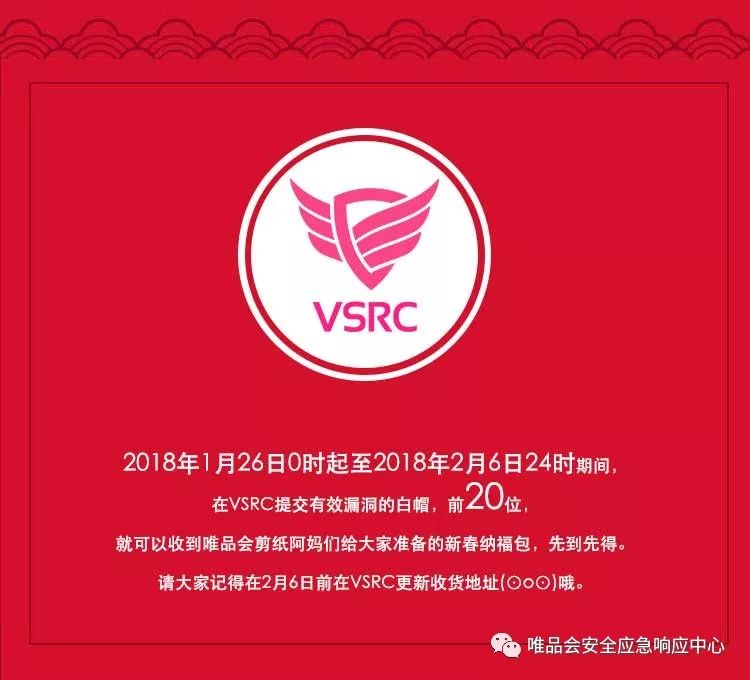 VSRC
2018年1月26日0时起至2018年2月6日24时期间，
在VSRC提交有效漏洞的白帽，前20位，
就可以收到唯品会剪纸阿妈们给大家准备的新春纳福包，先到先得。
请大家记得在2月6日前在VSRC更新收货地址(⊙o⊙)哦。
唯品会安全应急响应中心